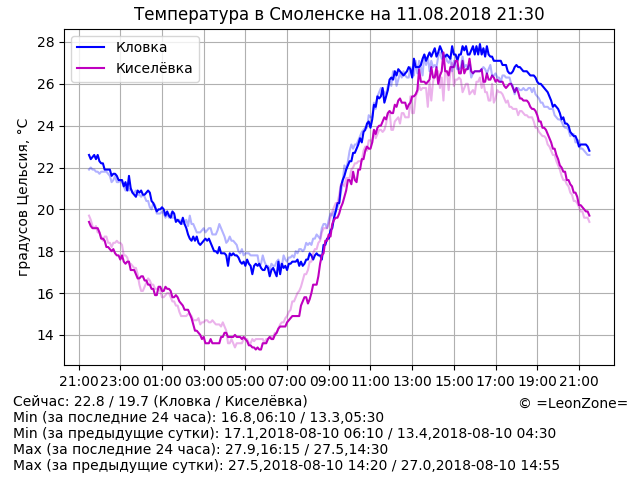 Температура в Смоленске на 11.08.2018 21:30
градусов Цельсия, °C
28
26
24
22
20
18
16
14
Кловка
Киселёвка
21:00 23:00 01:00 03:00 05:00 07:00 09:00 11:00 13:00 15:00 17:00 19:00 21:00
Сейчас: 22.8 / 19.7 (Кловка / Киселёвка)
© =LeonZone=
Min (за последние 24 часа): 16.8,06:10 / 13.3,05:30
Min (за предыдущие сутки): 17.1,2018-08-10 06:10 / 13.4,2018-08-10 04:30
Max (за последние 24 часа): 27.9,16:15 / 27.5,14:30
Max (за предыдущие сутки): 27.5,2018-08-10 14:20 / 27.0,2018-08-10 14:55